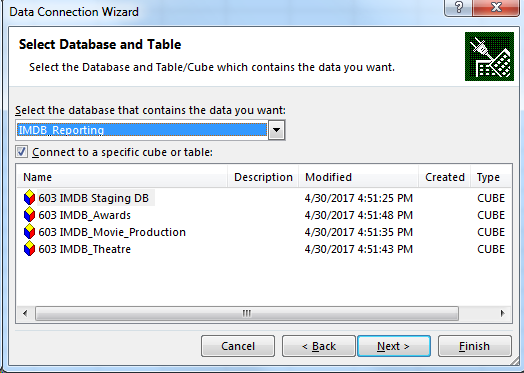 Data Connection Wizard
Select Database and Table
Select the Database and Table/Cube which contains the data you want.
Select the database that contains the data you want:
IMDB_Reporting
Connect to a specific cube or table:
Name Description Modified Created Type
603 IMDB Staging DB 4/30/2017 4:51:25 PM CUBE
603 IMDB_Awards 4/30/2017 4:51:48 PM CUBE
603 IMDB_Movie_Production 4/30/2017 4:51:35 PM CUBE
603 IMDB_Theatre 4/30/2017 4:51:43 PM CUBE
Cancel < Back Next > Finish